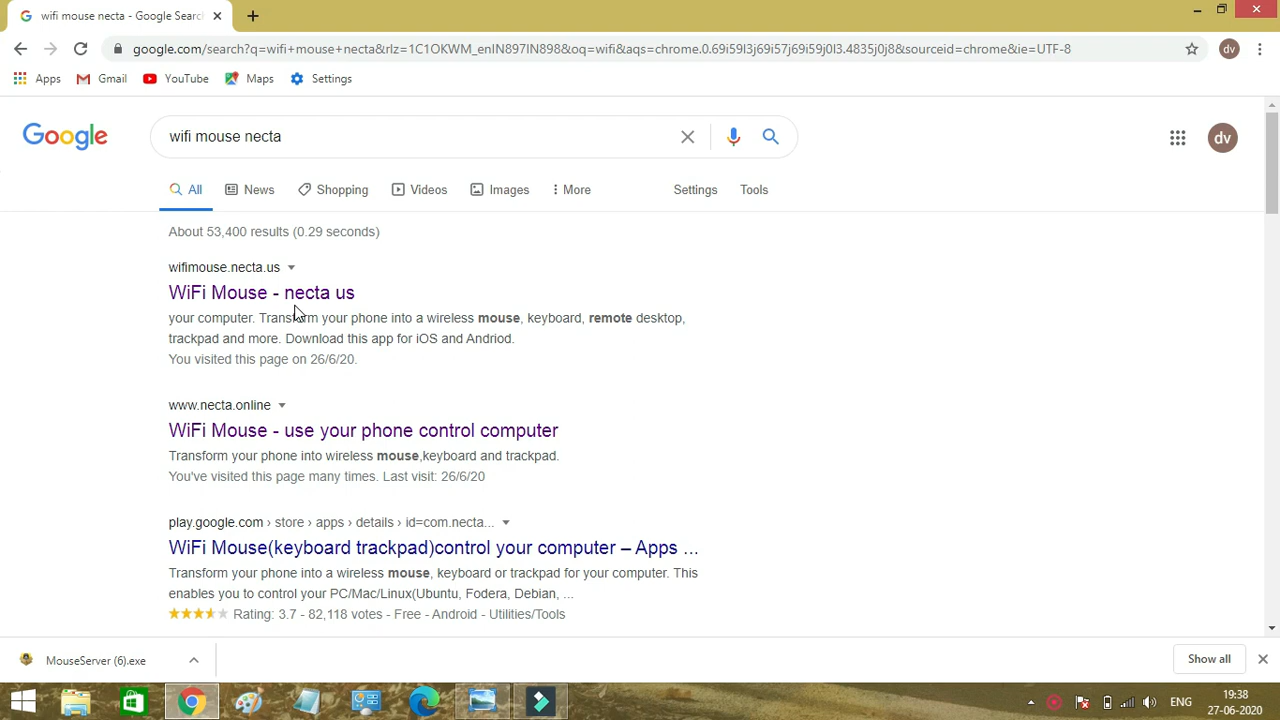 wifi mouse necta - Google Searc
google.com/search?q=wifi+mouse+necta&rlz=1C1OKWM_enIN897IN898&oq=wifi&aqs=chrome.0.69i59l3j69i57j69i59j0l3.4835j0j8&sourceid=chrome&ie=UTF-8
dv
Apps Gmail YouTube Maps Settings
Google
wifi mouse necta
dv
All News Shopping Videos Images More Settings Tools
About 53,400 results (0.29 seconds)
wifimouse.necta.us
WiFi Mouse - necta us
your computer. Transform your phone into a wireless mouse, keyboard, remote desktop,
trackpad and more. Download this app for iOS and Andriod.
You visited this page on 26/6/20.
www.necta.online
WiFi Mouse - use your phone control computer
Transform your phone into wireless mouse,keyboard and trackpad.
You've visited this page many times. Last visit: 26/6/20
play.google.com › store › apps › details › id=com.necta...
WiFi Mouse(keyboard trackpad)control your computer – Apps ...
Transform your phone into a wireless mouse, keyboard or trackpad for your computer. This
enables you to control your PC/Mac/Linux(Ubuntu, Fodera, Debian, ...
Rating: 3.7 - 82,118 votes - Free - Android - Utilities/Tools
MouseServer (6).exe
Show all
ENG
19:38
27-06-2020